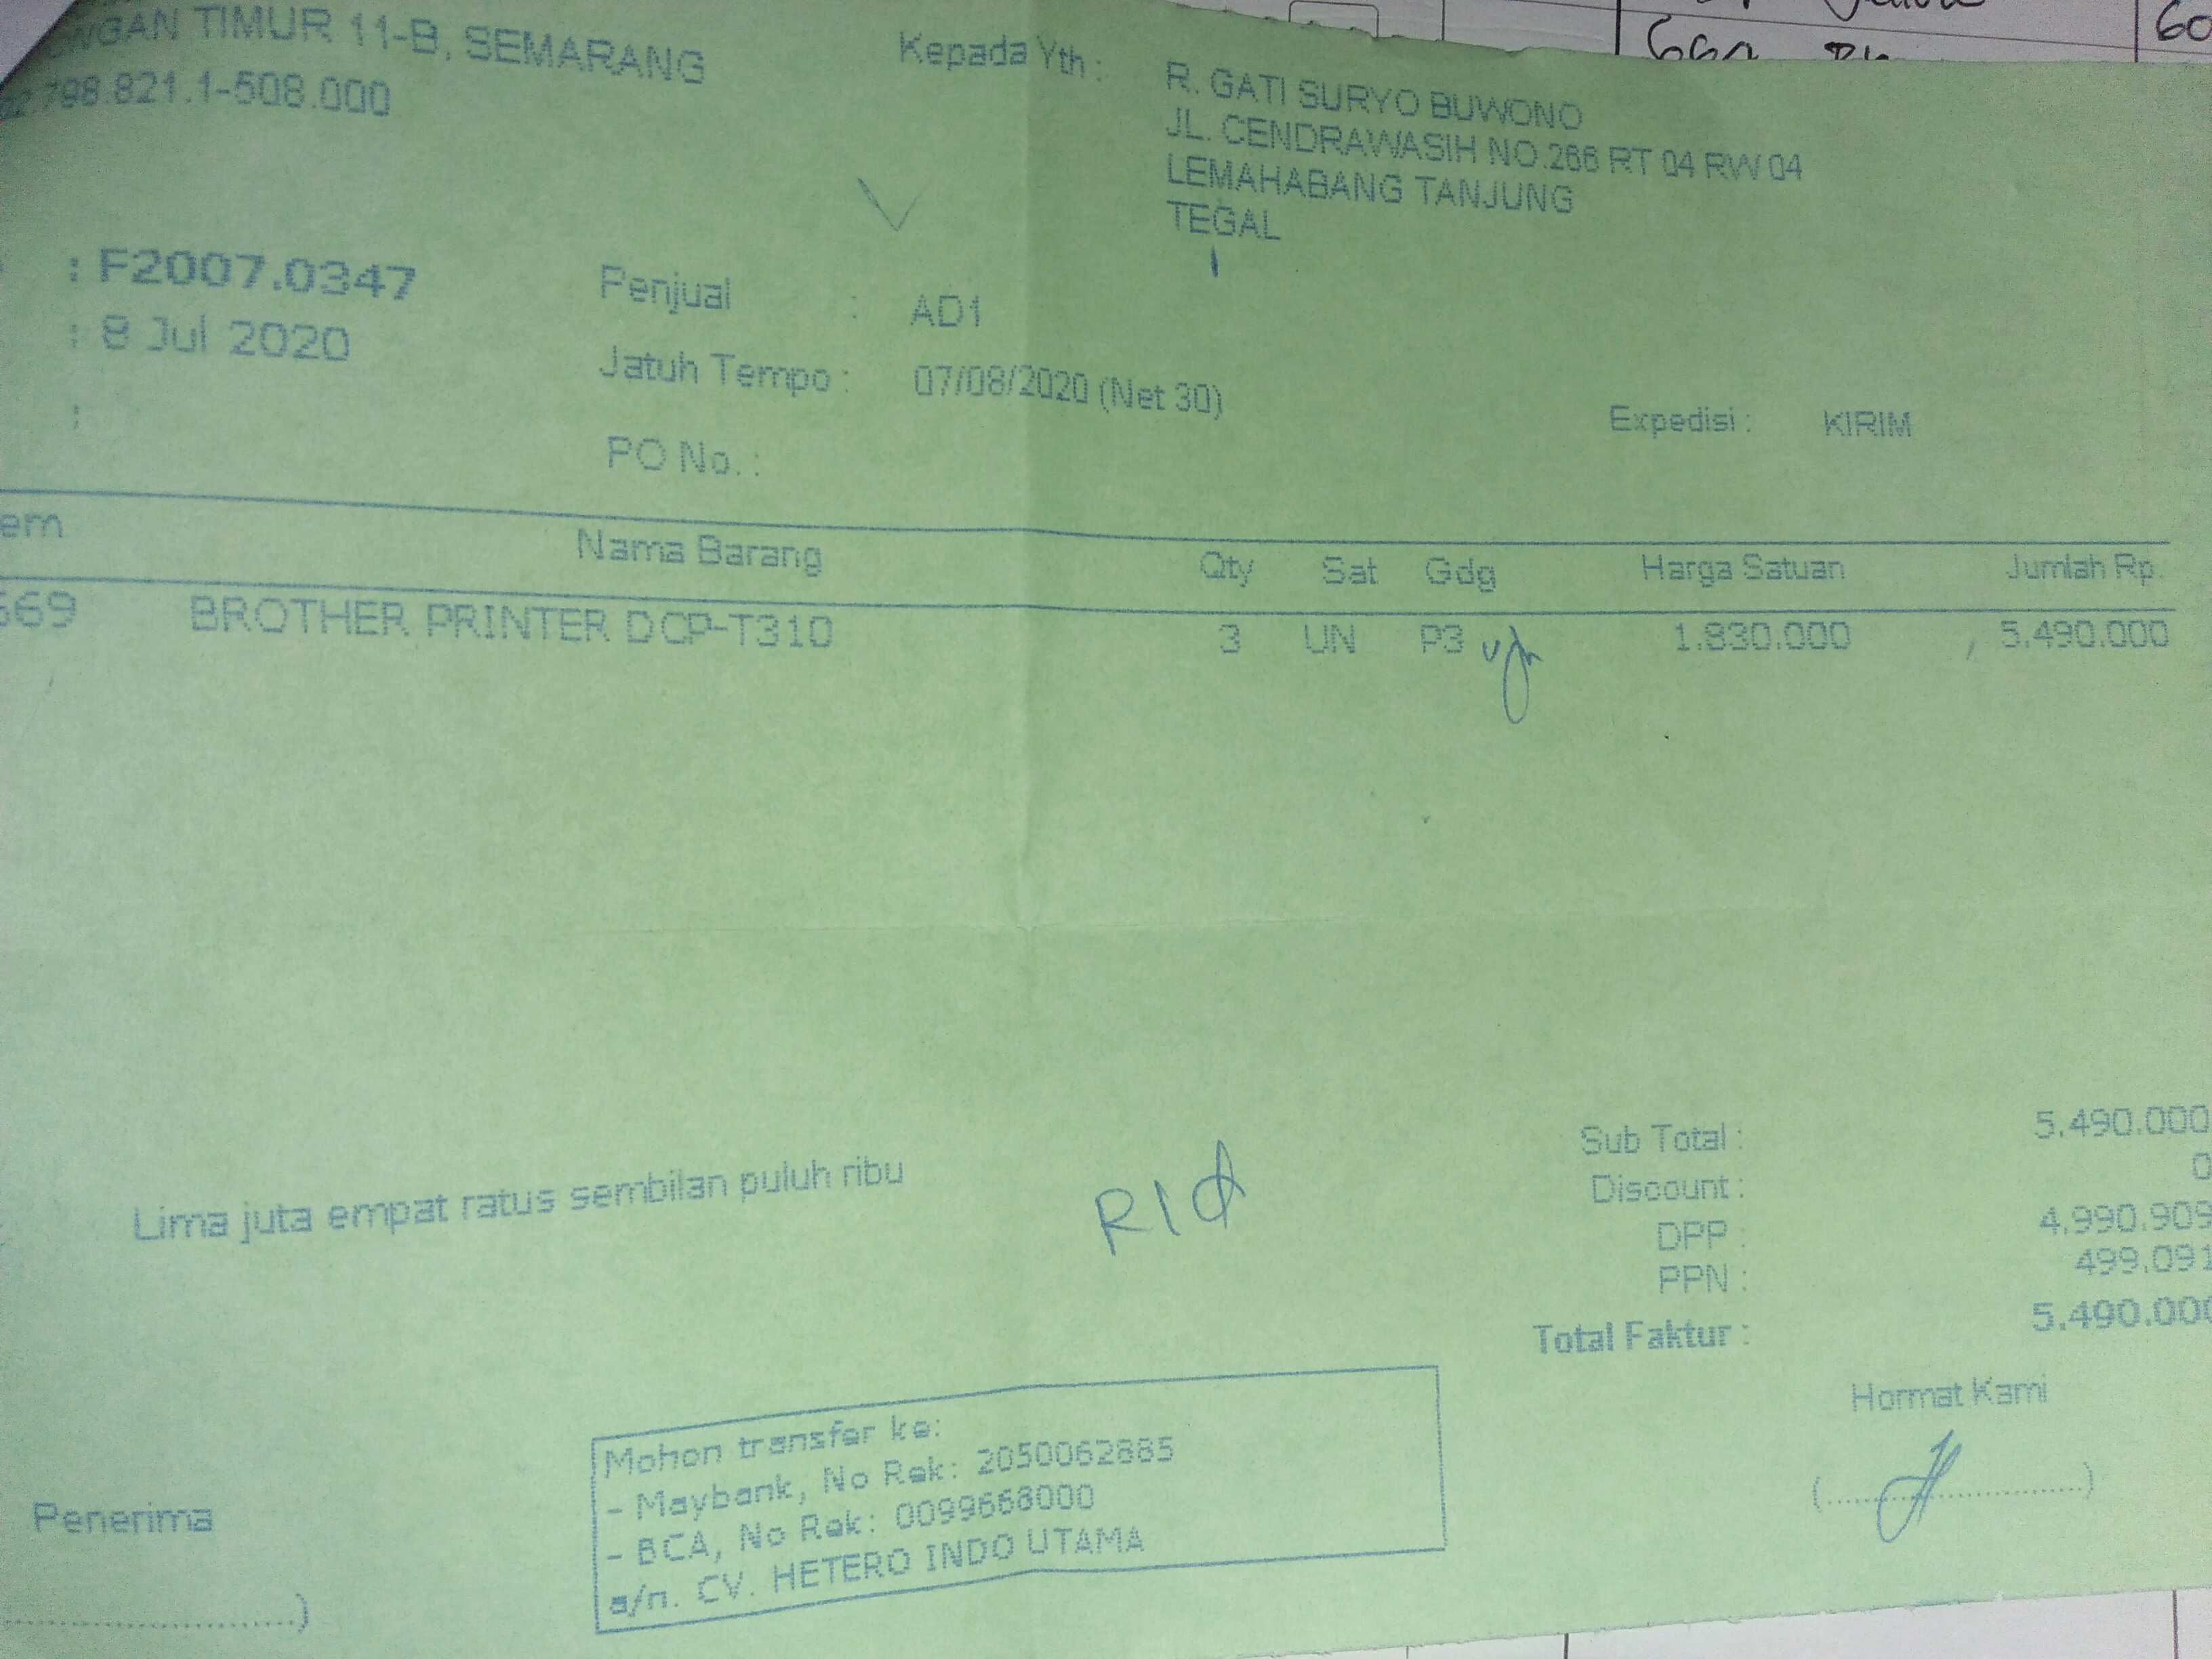 TIMUR 11-B, SEMARANG
798.821.1-508.000
Kepada Yth :
R. GATI SURYO BUWONO
JL. CENDRAWASIH NO.266 RT 04 RW 04
LEMAHABANG TANJUNG
TEGAL
: F2007.0347
: 8 Jul 2020
:
Penjual : AD1
Jatuh Tempo : 07/08/2020 (Net 30)
PO No. :
Expedisi : KIRIM
Nama Barang Qty Sat Gdg Harga Satuan Jumlah Rp.
669 BROTHER PRINTER DCP-T310 3 UN P3 1.830.000 5.490.000
Lima juta empat ratus sembilan puluh ribu
Sub Total : 5.490.000
Discount : 0
DPP : 4.990.909
PPN : 499.091
Total Faktur : 5.490.000
Mohon transfer ke:
- Maybank, No Rek: 2050062885
- BCA, No Rek: 0099668000
a/n. CV. HETERO INDO UTAMA
Hormat Kami
(....................)
Penerima
....................)